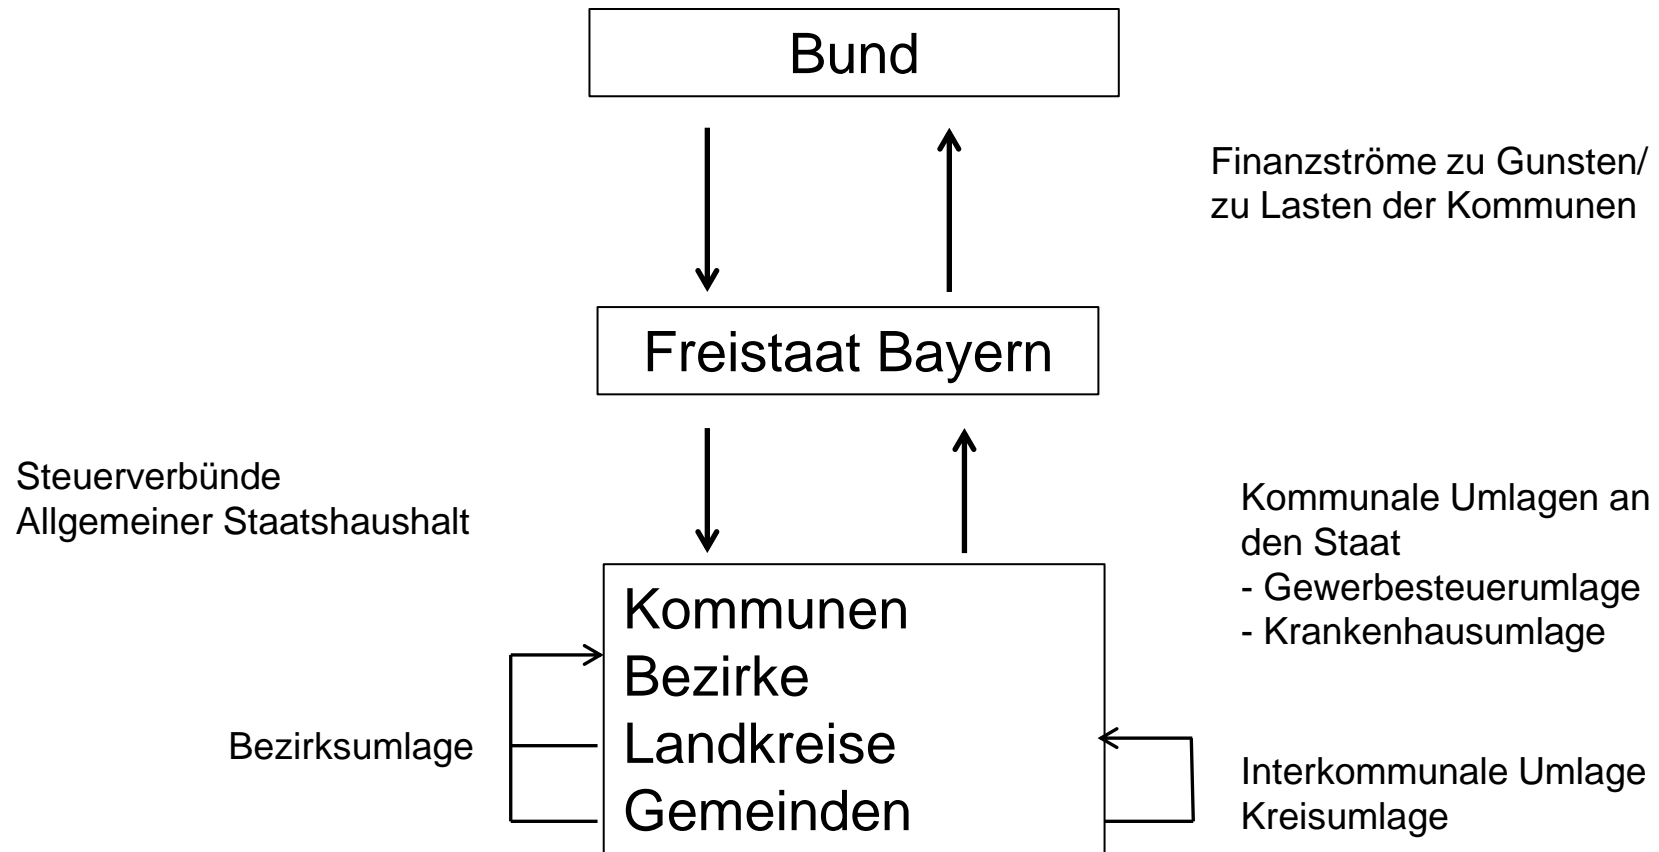 Bund
Finanzströme zu Gunsten/
zu Lasten der Kommunen
Freistaat Bayern
Steuerverbünde
Allgemeiner Staatshaushalt
Kommunale Umlagen an
den Staat
- Gewerbesteuerumlage
- Krankenhausumlage
Kommunen
Bezirke
Landkreise
Gemeinden
Bezirksumlage
Interkommunale Umlage
Kreisumlage